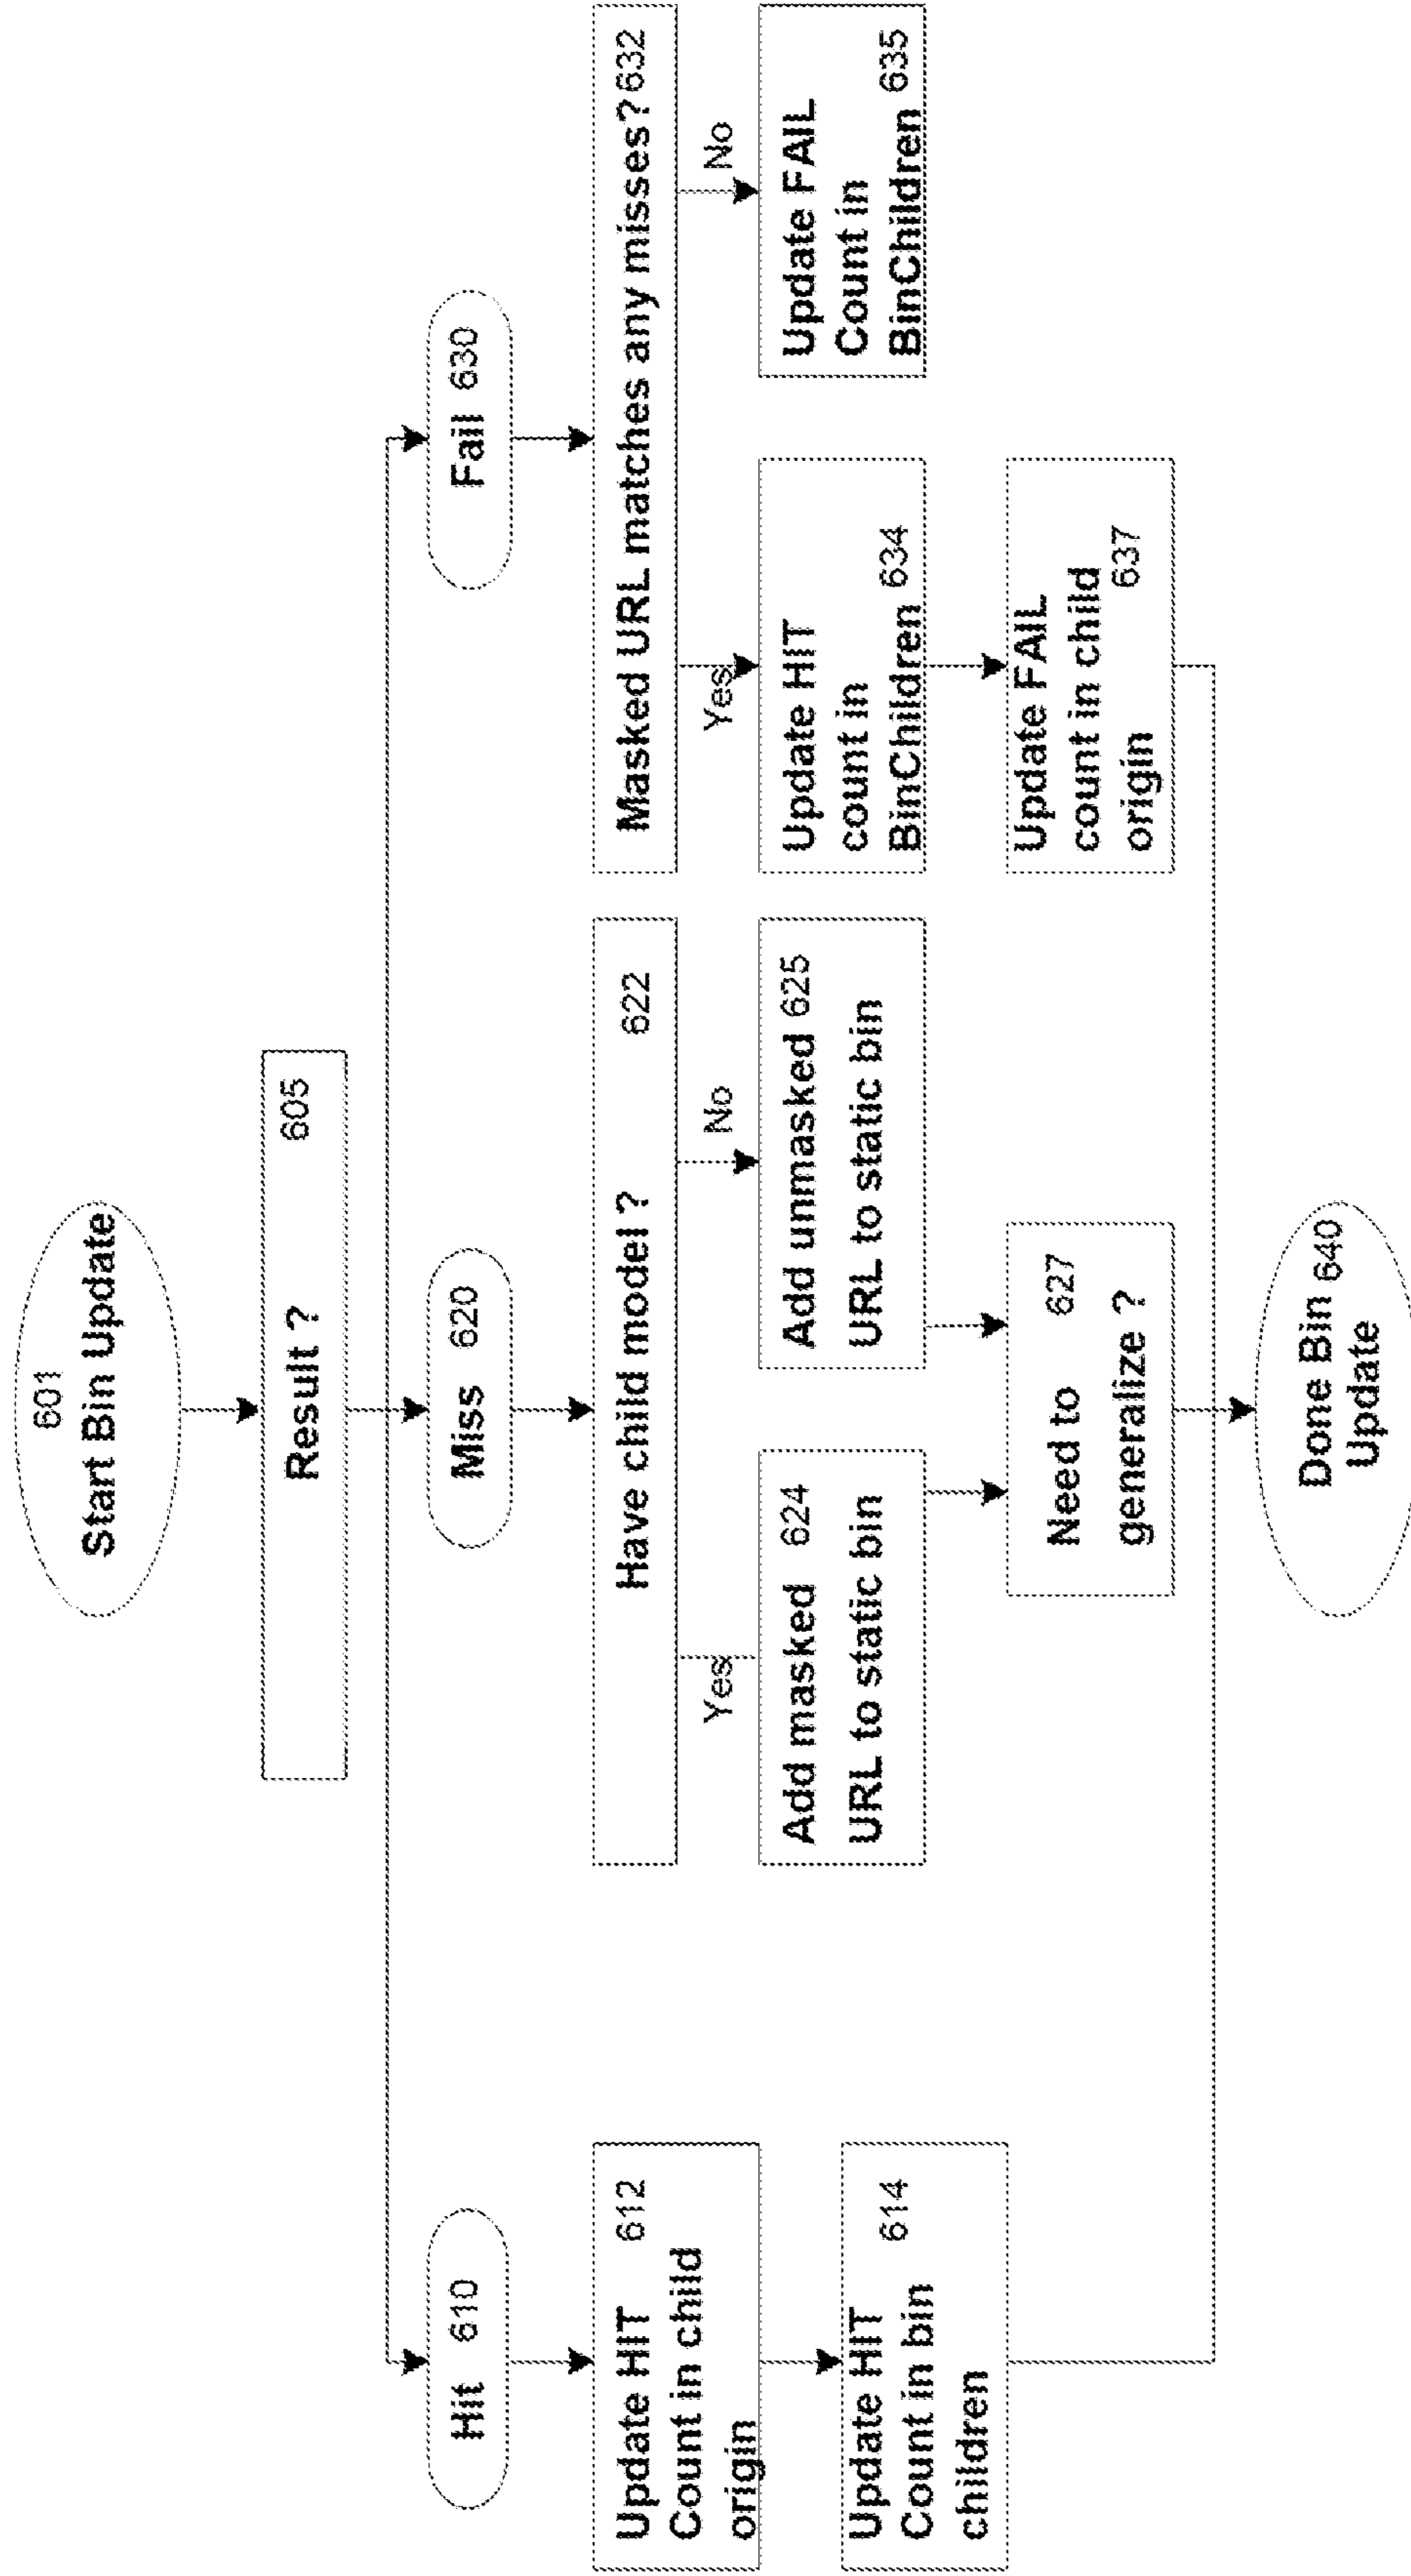 601
Start Bin Update
Result ? 605
Hit 610
Miss 620
Fail 630
Update HIT 612
Count in child
origin
Update HIT
Count in bin 614
children
Have child model ? 622
Yes
No
Add masked 624
URL to static bin
Add unmasked 625
URL to static bin
Need to 627
generalize ?
Masked URL matches any misses? 632
Yes
No
Update HIT
count in
BinChildren 634
Update FAIL
Count in
BinChildren 635
Update FAIL
count in child
origin 637
Done Bin 640
Update